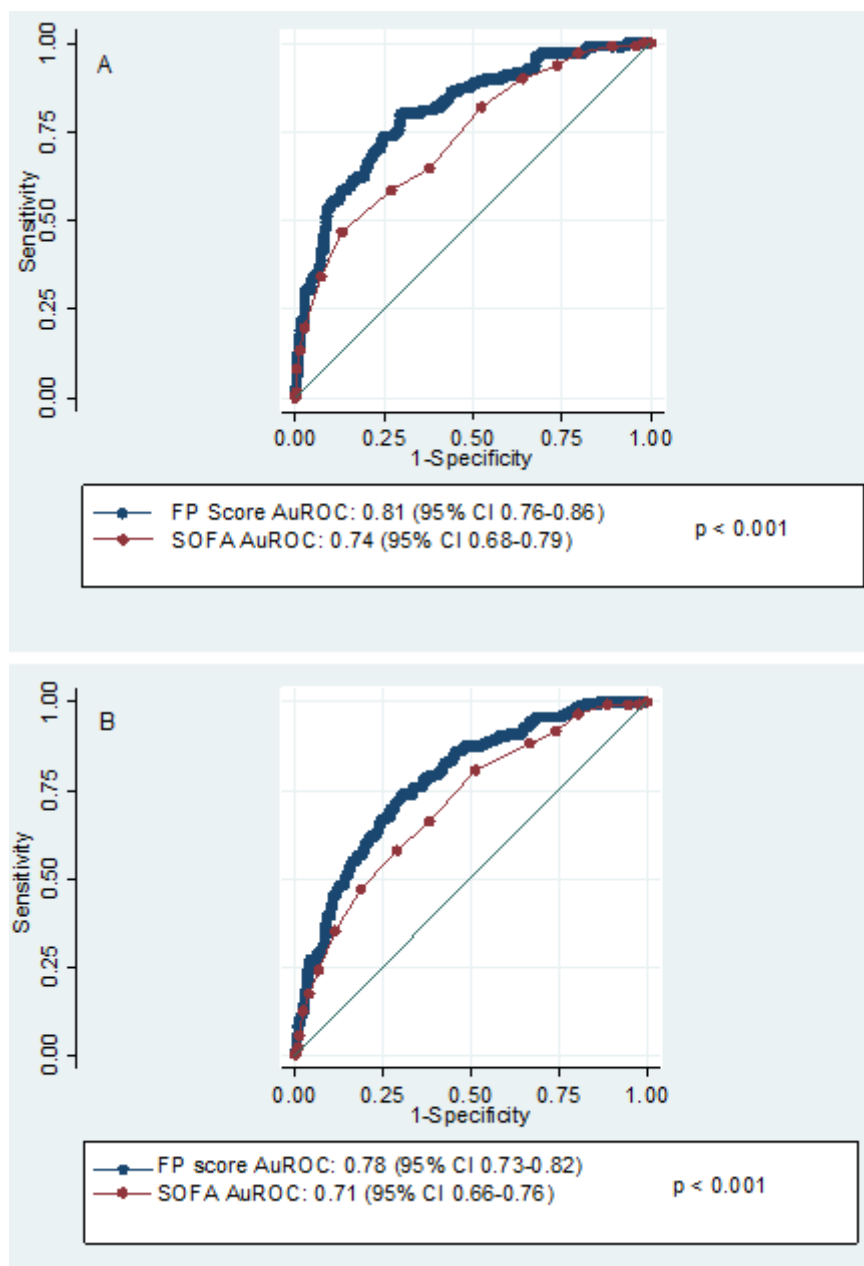 A
1.00
0.75
0.50
0.25
0.00
Sensitivity
0.00 0.25 0.50 0.75 1.00
1-Specificity
FP Score AuROC: 0.81 (95% CI 0.76-0.86)
SOFA AuROC: 0.74 (95% CI 0.68-0.79)
p < 0.001
B
1.00
0.75
0.50
0.25
0.00
Sensitivity
0.00 0.25 0.50 0.75 1.00
1-Specificity
FP score AuROC: 0.78 (95% CI 0.73-0.82)
SOFA AuROC: 0.71 (95% CI 0.66-0.76)
p < 0.001